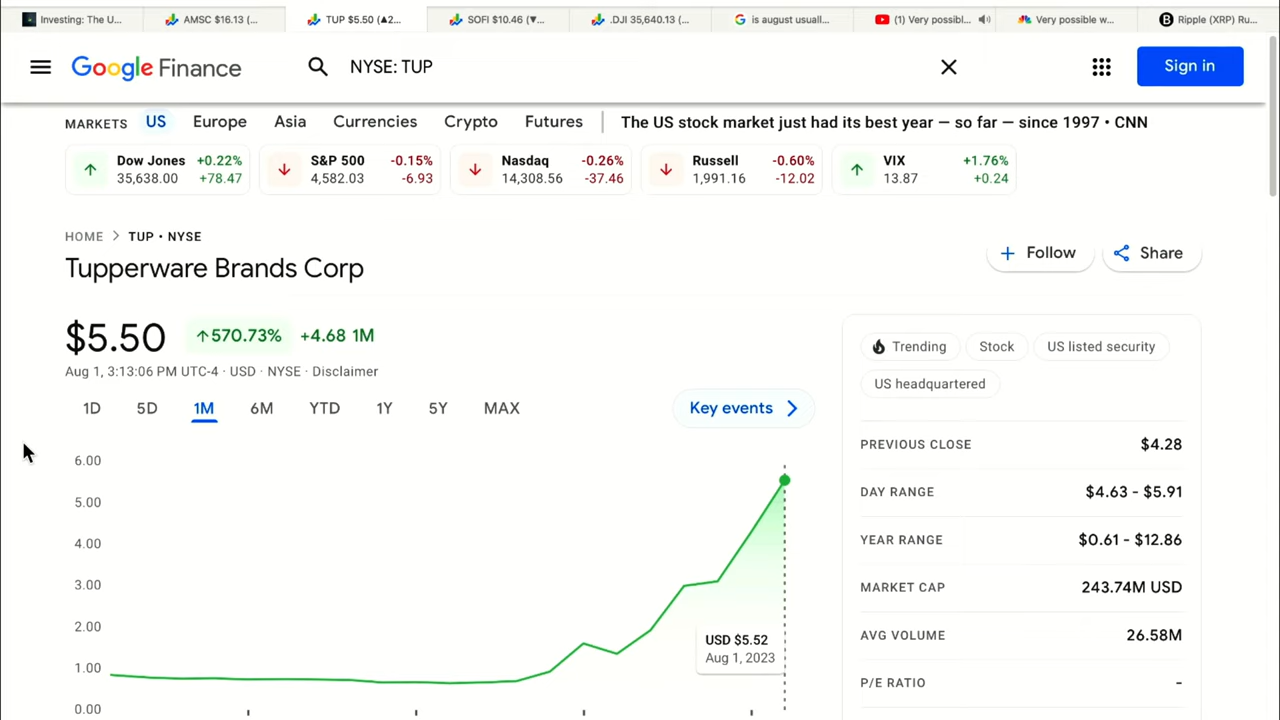 Investing: The U...
AMSC $16.13 (...
TUP $5.50 (▲2...
SOFI $10.46 (▼...
.DJI 35,640.13 (...
is august usuall...
(1) Very possibl...
Very possible w...
Ripple (XRP) Ru...
Google Finance
NYSE: TUP
Sign in
MARKETS US Europe Asia Currencies Crypto Futures
The US stock market just had its best year — so far — since 1997 • CNN
Dow Jones +0.22%
35,638.00 +78.47
S&P 500 -0.15%
4,582.03 -6.93
Nasdaq -0.26%
14,308.56 -37.46
Russell -0.60%
1,991.16 -12.02
VIX +1.76%
13.87 +0.24
HOME > TUP • NYSE
Tupperware Brands Corp
Follow
Share
$5.50 ↑570.73% +4.68 1M
Aug 1, 3:13:06 PM UTC-4 · USD · NYSE · Disclaimer
1D 5D 1M 6M YTD 1Y 5Y MAX
Key events
6.00
5.00
4.00
3.00
2.00
1.00
0.00
USD $5.52
Aug 1, 2023
Trending
Stock
US listed security
US headquartered
PREVIOUS CLOSE $4.28
DAY RANGE $4.63 - $5.91
YEAR RANGE $0.61 - $12.86
MARKET CAP 243.74M USD
AVG VOLUME 26.58M
P/E RATIO -